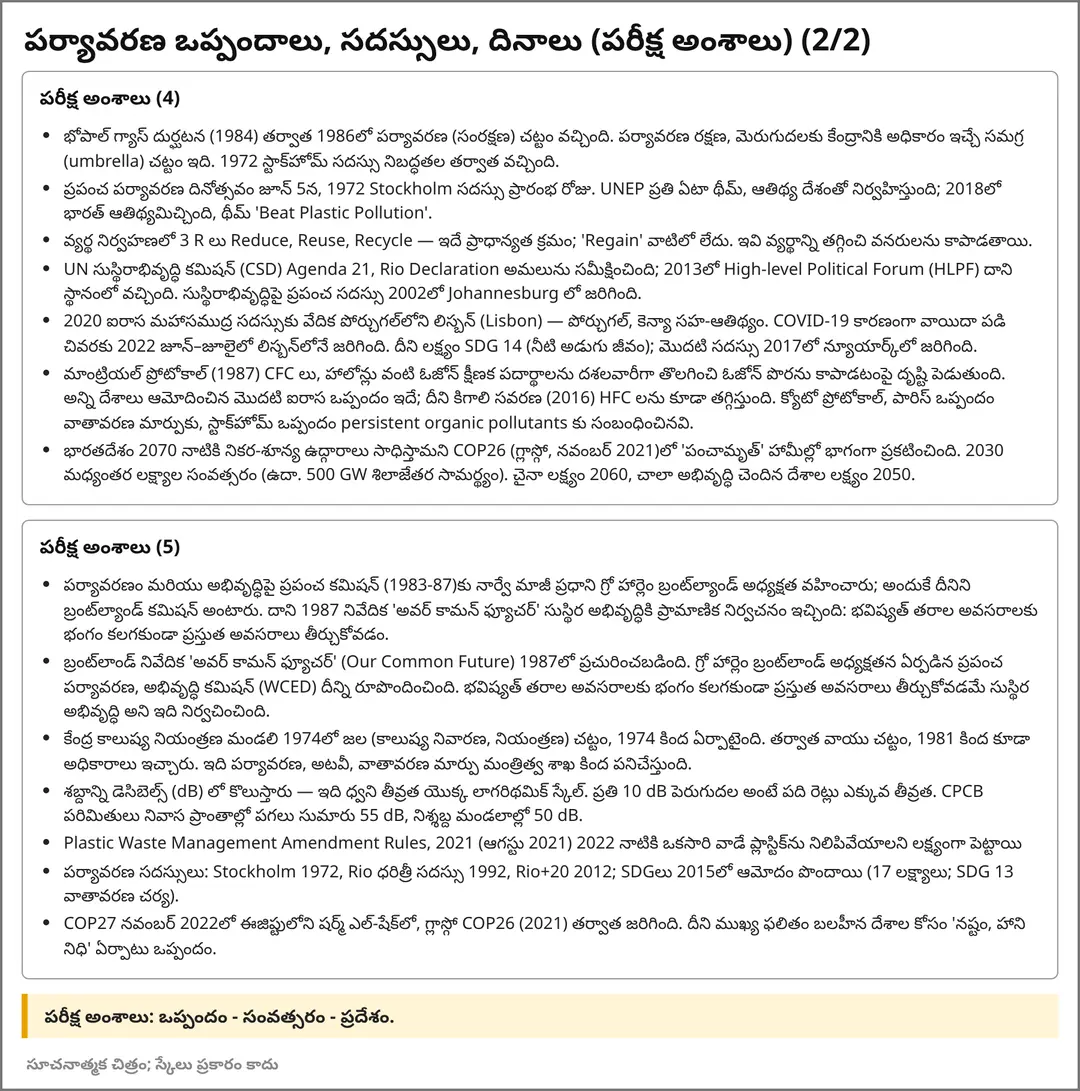 పర్యావరణ ఒప్పందాలు, సదస్సులు, దినాలు (పరీక్ష అంశాలు) (2/2)
పరీక్ష అంశాలు (4)
• భోపాల్ గ్యాస్ దుర్ఘటన (1984) తర్వాత 1986లో పర్యావరణ (సంరక్షణ) చట్టం వచ్చింది. పర్యావరణ రక్షణ, మెరుగుదలకు కేంద్రానికి అధికారం ఇచ్చే సమగ్ర
(umbrella) చట్టం ఇది. 1972 స్టాక్‌హోమ్ సదస్సు నిబద్ధతల తర్వాత వచ్చింది.
• ప్రపంచ పర్యావరణ దినోత్సవం జూన్ 5న, 1972 Stockholm సదస్సు ప్రారంభ రోజు. UNEP ప్రతి ఏటా థీమ్, ఆతిథ్య దేశంతో నిర్వహిస్తుంది; 2018లో
భారత్ ఆతిథ్యమిచ్చింది, థీమ్ 'Beat Plastic Pollution'.
• వ్యర్థ నిర్వహణలో 3 R లు Reduce, Reuse, Recycle — ఇదే ప్రాధాన్యత క్రమం; 'Regain' వాటిలో లేదు. ఇవి వ్యర్థాన్ని తగ్గించి వనరులను కాపాడతాయి.
• UN సుస్థిరాభివృద్ధి కమిషన్ (CSD) Agenda 21, Rio Declaration అమలును సమీక్షించింది; 2013లో High-level Political Forum (HLPF) దాని
స్థానంలో వచ్చింది. సుస్థిరాభివృద్ధిపై ప్రపంచ సదస్సు 2002లో Johannesburg లో జరిగింది.
• 2020 ఐరాస మహాసముద్ర సదస్సుకు వేదిక పోర్చుగల్‌లోని లిస్బన్ (Lisbon) — పోర్చుగల్, కెన్యా సహ-ఆతిథ్యం. COVID-19 కారణంగా వాయిదా పడి
చివరకు 2022 జూన్–జూలైలో లిస్బన్‌లోనే జరిగింది. దీని లక్ష్యం SDG 14 (నీటి అడుగు జీవం); మొదటి సదస్సు 2017లో న్యూయార్క్‌లో జరిగింది.
• మాంట్రియల్ ప్రోటోకాల్ (1987) CFC లు, హాలోన్లు వంటి ఓజోన్ క్షీణక పదార్థాలను దశలవారీగా తొలగించి ఓజోన్ పొరను కాపాడటంపై దృష్టి పెడుతుంది.
అన్ని దేశాలు ఆమోదించిన మొదటి ఐరాస ఒప్పందం ఇదే; దీని కిగాలి సవరణ (2016) HFC లను కూడా తగ్గిస్తుంది. క్యోటో ప్రోటోకాల్, పారిస్ ఒప్పందం
వాతావరణ మార్పుకు, స్టాక్‌హోమ్ ఒప్పందం persistent organic pollutants కు సంబంధించినవి.
• భారతదేశం 2070 నాటికి నికర-శూన్య ఉద్గారాలు సాధిస్తామని COP26 (గ్లాస్గో, నవంబర్ 2021)లో 'పంచామృత్' హామీల్లో భాగంగా ప్రకటించింది. 2030
మధ్యంతర లక్ష్యాల సంవత్సరం (ఉదా. 500 GW శిలాజేతర సామర్థ్యం). చైనా లక్ష్యం 2060, చాలా అభివృద్ధి చెందిన దేశాల లక్ష్యం 2050.
పరీక్ష అంశాలు (5)
• పర్యావరణం మరియు అభివృద్ధిపై ప్రపంచ కమిషన్ (1983-87)కు నార్వే మాజీ ప్రధాని గ్రో హార్లెం బ్రంట్‌ల్యాండ్ అధ్యక్షత వహించారు; అందుకే దీనిని
బ్రంట్‌ల్యాండ్ కమిషన్ అంటారు. దాని 1987 నివేదిక 'అవర్ కామన్ ఫ్యూచర్' సుస్థిర అభివృద్ధికి ప్రామాణిక నిర్వచనం ఇచ్చింది: భవిష్యత్ తరాల అవసరాలకు
భంగం కలగకుండా ప్రస్తుత అవసరాలు తీర్చుకోవడం.
• బ్రంట్‌లాండ్ నివేదిక 'అవర్ కామన్ ఫ్యూచర్' (Our Common Future) 1987లో ప్రచురించబడింది. గ్రో హార్లెం బ్రంట్‌లాండ్ అధ్యక్షతన ఏర్పడిన ప్రపంచ
పర్యావరణ, అభివృద్ధి కమిషన్ (WCED) దీన్ని రూపొందించింది. భవిష్యత్ తరాల అవసరాలకు భంగం కలగకుండా ప్రస్తుత అవసరాలు తీర్చుకోవడమే సుస్థిర
అభివృద్ధి అని ఇది నిర్వచించింది.
• కేంద్ర కాలుష్య నియంత్రణ మండలి 1974లో జల (కాలుష్య నివారణ, నియంత్రణ) చట్టం, 1974 కింద ఏర్పాటైంది. తర్వాత వాయు చట్టం, 1981 కింద కూడా
అధికారాలు ఇచ్చారు. ఇది పర్యావరణ, అటవీ, వాతావరణ మార్పు మంత్రిత్వ శాఖ కింద పనిచేస్తుంది.
• శబ్దాన్ని డెసిబెల్స్ (dB) లో కొలుస్తారు — ఇది ధ్వని తీవ్రత యొక్క లాగరిథమిక్ స్కేల్. ప్రతి 10 dB పెరుగుదల అంటే పది రెట్లు ఎక్కువ తీవ్రత. CPCB
పరిమితులు నివాస ప్రాంతాల్లో పగలు సుమారు 55 dB, నిశ్శబ్ద మండలాల్లో 50 dB.
• Plastic Waste Management Amendment Rules, 2021 (ఆగస్టు 2021) 2022 నాటికి ఒకసారి వాడే ప్లాస్టిక్‌ను నిలిపివేయాలని లక్ష్యంగా పెట్టాయి
• పర్యావరణ సదస్సులు: Stockholm 1972, Rio ధరిత్రీ సదస్సు 1992, Rio+20 2012; SDGలు 2015లో ఆమోదం పొందాయి (17 లక్ష్యాలు; SDG 13
వాతావరణ చర్య).
• COP27 నవంబర్ 2022లో ఈజిప్టులోని షర్మ్ ఎల్-షేక్‌లో, గ్లాస్గో COP26 (2021) తర్వాత జరిగింది. దీని ముఖ్య ఫలితం బలహీన దేశాల కోసం 'నష్టం, హాని
నిధి' ఏర్పాటు ఒప్పందం.
పరీక్ష అంశాలు: ఒప్పందం - సంవత్సరం - ప్రదేశం.
సూచనాత్మక చిత్రం; స్కేలు ప్రకారం కాదు